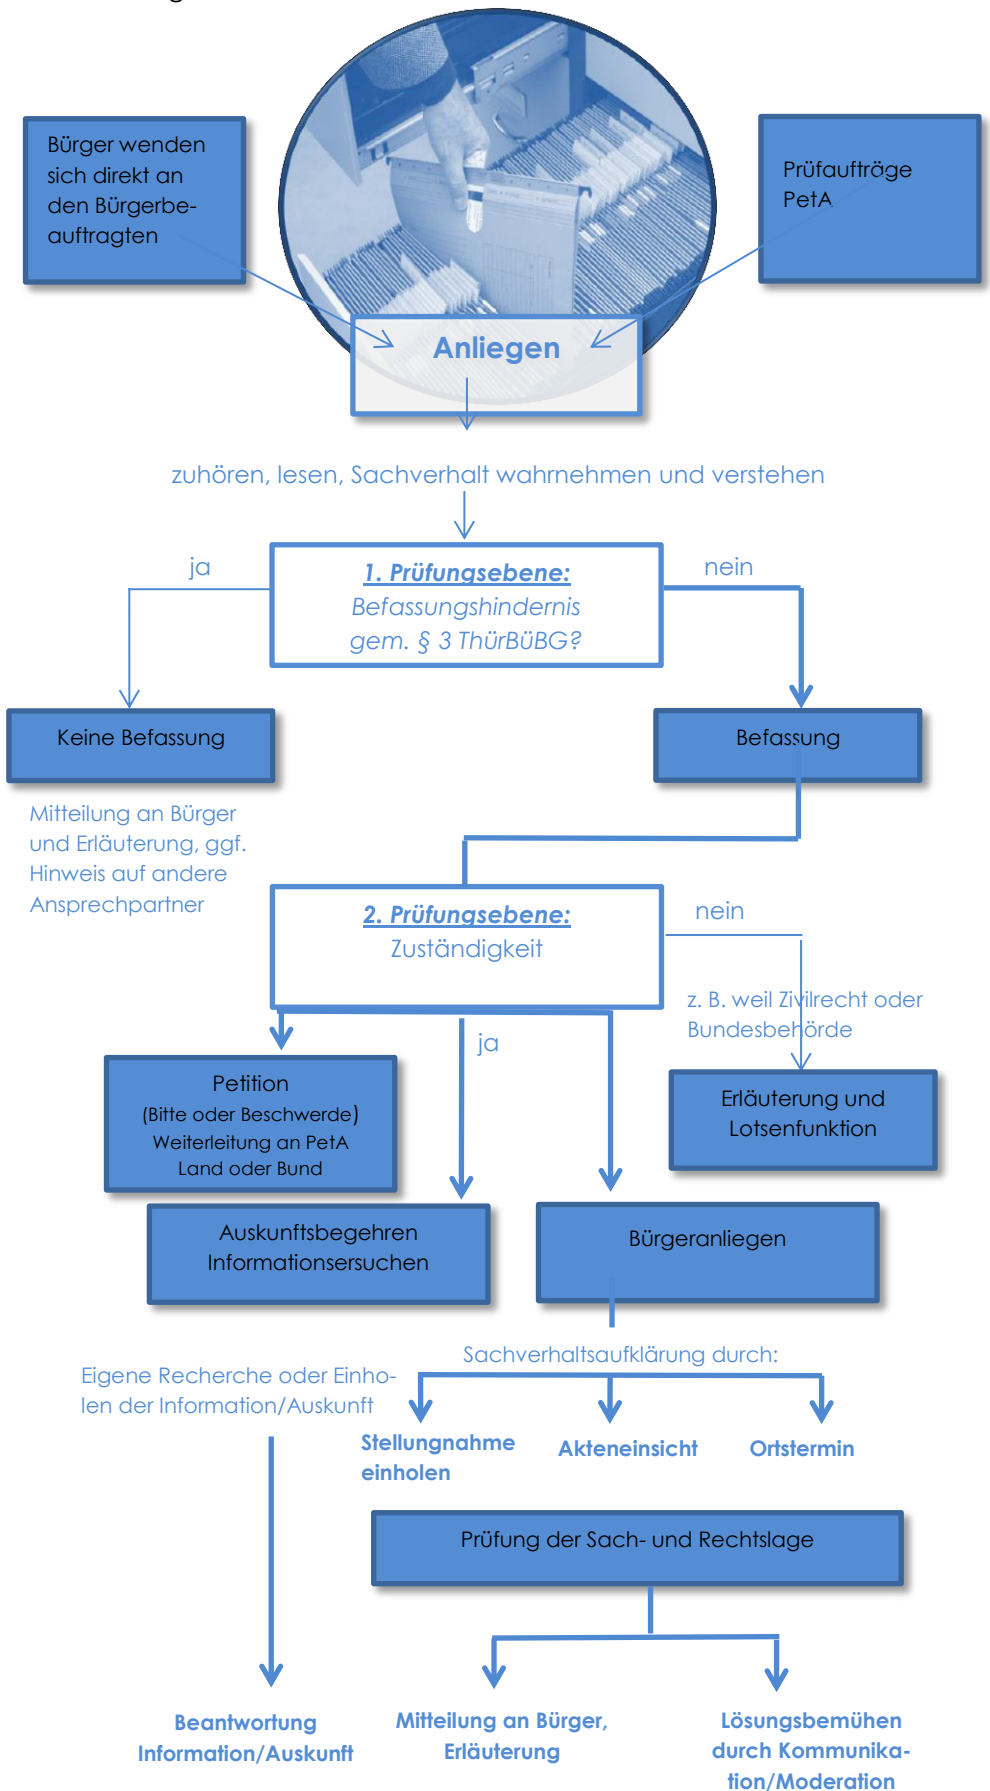 Bürger wenden
sich direkt an
den Bürgerbe-
auftragten
Prüfaufträge
PetA
Anliegen
zuhören, lesen, Sachverhalt wahrnehmen und verstehen
ja
1. Prüfungsebene:
Befassungshindernis
gem. § 3 ThürBüBG?
nein
Keine Befassung
Befassung
Mitteilung an Bürger
und Erläuterung, ggf.
Hinweis auf andere
Ansprechpartner
2. Prüfungsebene:
Zuständigkeit
nein
z. B. weil Zivilrecht oder
Bundesbehörde
ja
Petition
(Bitte oder Beschwerde)
Weiterleitung an PetA
Land oder Bund
Erläuterung und
Lotsenfunktion
Auskunftsbegehren
Informationsersuchen
Bürgeranliegen
Eigene Recherche oder Einho-
len der Information/Auskunft
Sachverhaltsaufklärung durch:
Stellungnahme
einholen
Akteneinsicht
Ortstermin
Prüfung der Sach- und Rechtslage
Beantwortung
Information/Auskunft
Mitteilung an Bürger,
Erläuterung
Lösungsbemühen
durch Kommunika-
tion/Moderation